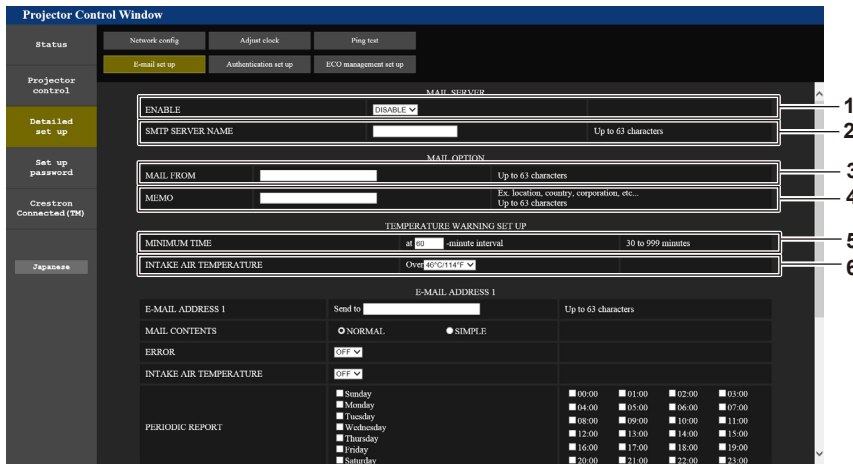 Projector Control Window
Status
Network config Adjust clock Ping test
E-mail set up Authentication set up ECO management set up
Projector control
Detailed set up
Set up password
Crestron Connected(TM)
Japanese
MAIL SERVER
ENABLE DISABLE 1
SMTP SERVER NAME Up to 63 characters 2
MAIL OPTION
MAIL FROM Up to 63 characters 3
MEMO Ex. location, country, corporation, etc... 4
Up to 63 characters
TEMPERATURE WARNING SET UP
MINIMUM TIME at 60 -minute interval 30 to 999 minutes 5
INTAKE AIR TEMPERATURE Over 46°C/114°F 6
E-MAIL ADDRESS 1
E-MAIL ADDRESS 1 Send to Up to 63 characters
MAIL CONTENTS NORMAL SIMPLE
ERROR OFF
INTAKE AIR TEMPERATURE OFF
PERIODIC REPORT
Sunday
Monday
Tuesday
Wednesday
Thursday
Friday
Saturday
00:00 01:00 02:00 03:00
04:00 05:00 06:00 07:00
08:00 09:00 10:00 11:00
12:00 13:00 14:00 15:00
16:00 17:00 18:00 19:00
20:00 21:00 22:00 23:00